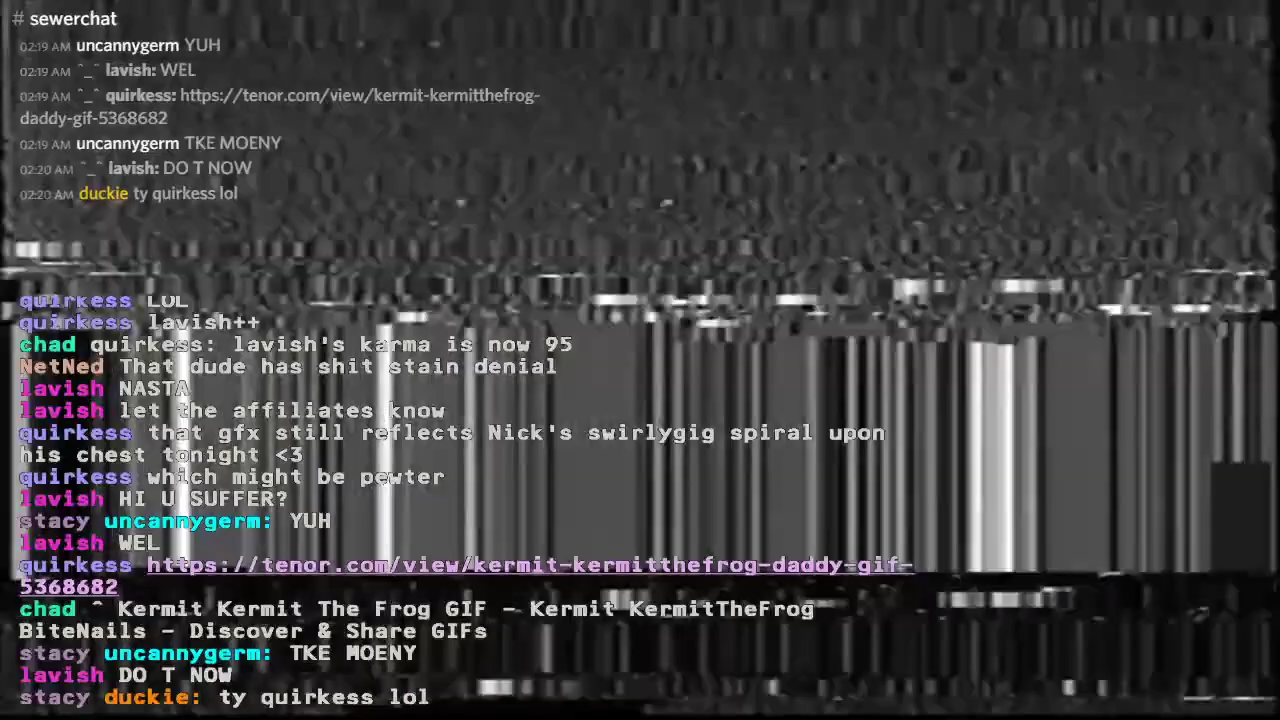 # sewerchat
02:19 AM uncannygerm YUH
02:19 AM ^_^ lavish: WEL
02:19 AM ^_^ quirkess: https://tenor.com/view/kermit-kermitthefrog-
daddy-gif-5368682
02:19 AM uncannygerm TKE MOENY
02:20 AM ^_^ lavish: DO T NOW
02:20 AM duckie ty quirkess lol
quirkess LOL
quirkess lavish++
chad quirkess: lavish's karma is now 95
NetNed That dude has shit stain denial
lavish NASTA
lavish let the affiliates know
quirkess that gfx still reflects Nick's swirlygig spiral upon
his chest tonight <3
quirkess which might be pewter
lavish HI U SUFFER?
stacy uncannygerm: YUH
lavish WEL
quirkess https://tenor.com/view/kermit-kermitthefrog-daddy-gif-
5368682
chad ^ Kermit Kermit The Frog GIF - Kermit KermitTheFrog
BiteNails - Discover & Share GIFs
stacy uncannygerm: TKE MOENY
lavish DO T NOW
stacy duckie: ty quirkess lol